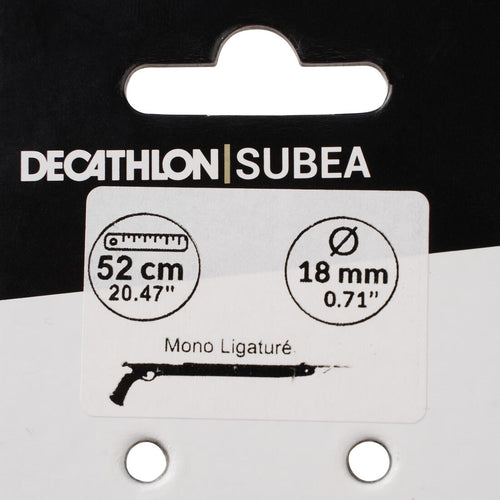 DECATHLON | SUBEA
52 cm
20.47"
Ø
18 mm
0.71"
Mono Ligaturé